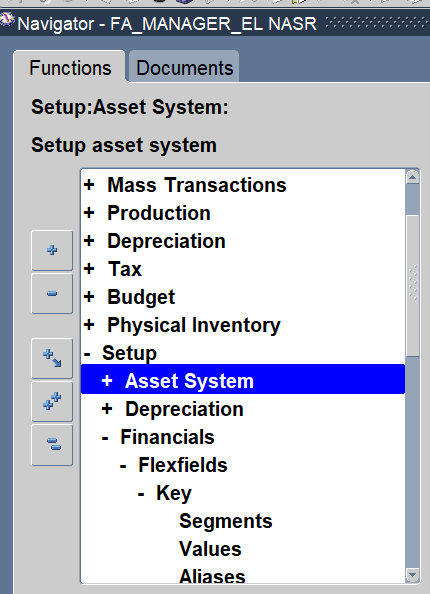 Navigator - FA_MANAGER_EL NASR
Functions Documents
Setup:Asset System:
Setup asset system
+ Mass Transactions
+ Production
+ Depreciation
+ Tax
+ Budget
+ Physical Inventory
- Setup
+ Asset System
+ Depreciation
- Financials
- Flexfields
- Key
Segments
Values
Aliases